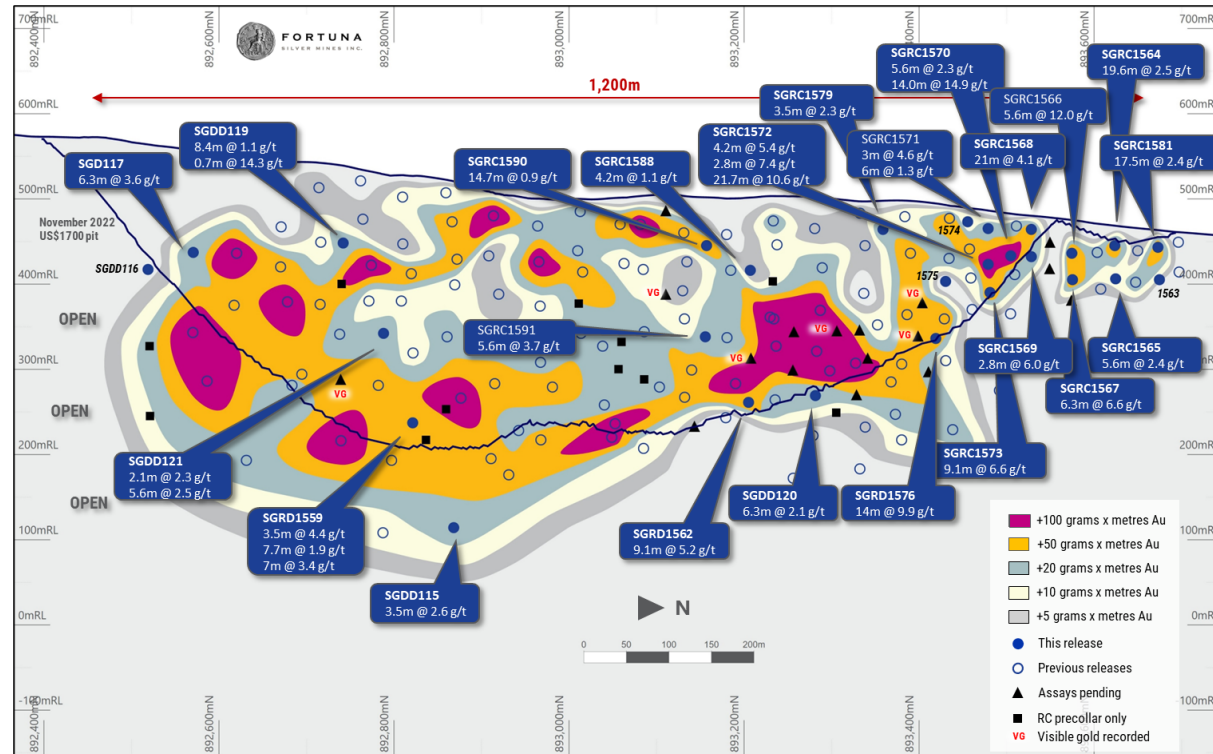 700mRL
700mRL
892,400mN
892,600mN
892,800mN
893,000mN
893,200mN
893,600mN
FORTUNA
SILVER MINES INC.
1,200m
600mRL
600mRL
SGRC1570
5.6m @ 2.3 g/t
14.0m @ 14.9 g/t
SGRC1564
19.6m @ 2.5 g/t
SGRC1579
3.5m @ 2.3 g/t
SGRC1566
5.6m @ 12.0 g/t
SGDD119
8.4m @ 1.1 g/t
0.7m @ 14.3 g/t
SGRC1572
4.2m @ 5.4 g/t
2.8m @ 7.4 g/t
21.7m @ 10.6 g/t
SGRC1571
3m @ 4.6 g/t
6m @ 1.3 g/t
SGRC1568
21m @ 4.1 g/t
SGRC1581
17.5m @ 2.4 g/t
SGD117
6.3m @ 3.6 g/t
SGRC1590
14.7m @ 0.9 g/t
SGRC1588
4.2m @ 1.1 g/t
500mRL
500mRL
November 2022
US$1700 pit
1574
SGDD116
1575
1563
400mRL
400mRL
VG
VG
OPEN
SGRC1591
5.6m @ 3.7 g/t
VG
VG
VG
SGRC1569
2.8m @ 6.0 g/t
SGRC1565
5.6m @ 2.4 g/t
300mRL
VG
SGRC1567
6.3m @ 6.6 g/t
OPEN
SGDD121
2.1m @ 2.3 g/t
5.6m @ 2.5 g/t
200mRL
200mRL
SGRC1573
9.1m @ 6.6 g/t
OPEN
SGRD1559
3.5m @ 4.4 g/t
7.7m @ 1.9 g/t
7m @ 3.4 g/t
SGDD120
6.3m @ 2.1 g/t
SGRD1576
14m @ 9.9 g/t
SGRD1562
9.1m @ 5.2 g/t
100mRL
100mRL
SGDD115
3.5m @ 2.6 g/t
N
0mRL
0mRL
0
50
100
150
200m
+100 grams x metres Au
+50 grams x metres Au
+20 grams x metres Au
+10 grams x metres Au
+5 grams x metres Au
This release
Previous releases
Assays pending
RC precollar only
VG
Visible gold recorded
-100mRL
-100mRL
892,400mN
892,600mN
892,800mN
893,000mN
893,200mN
893,400mN
893,600mN